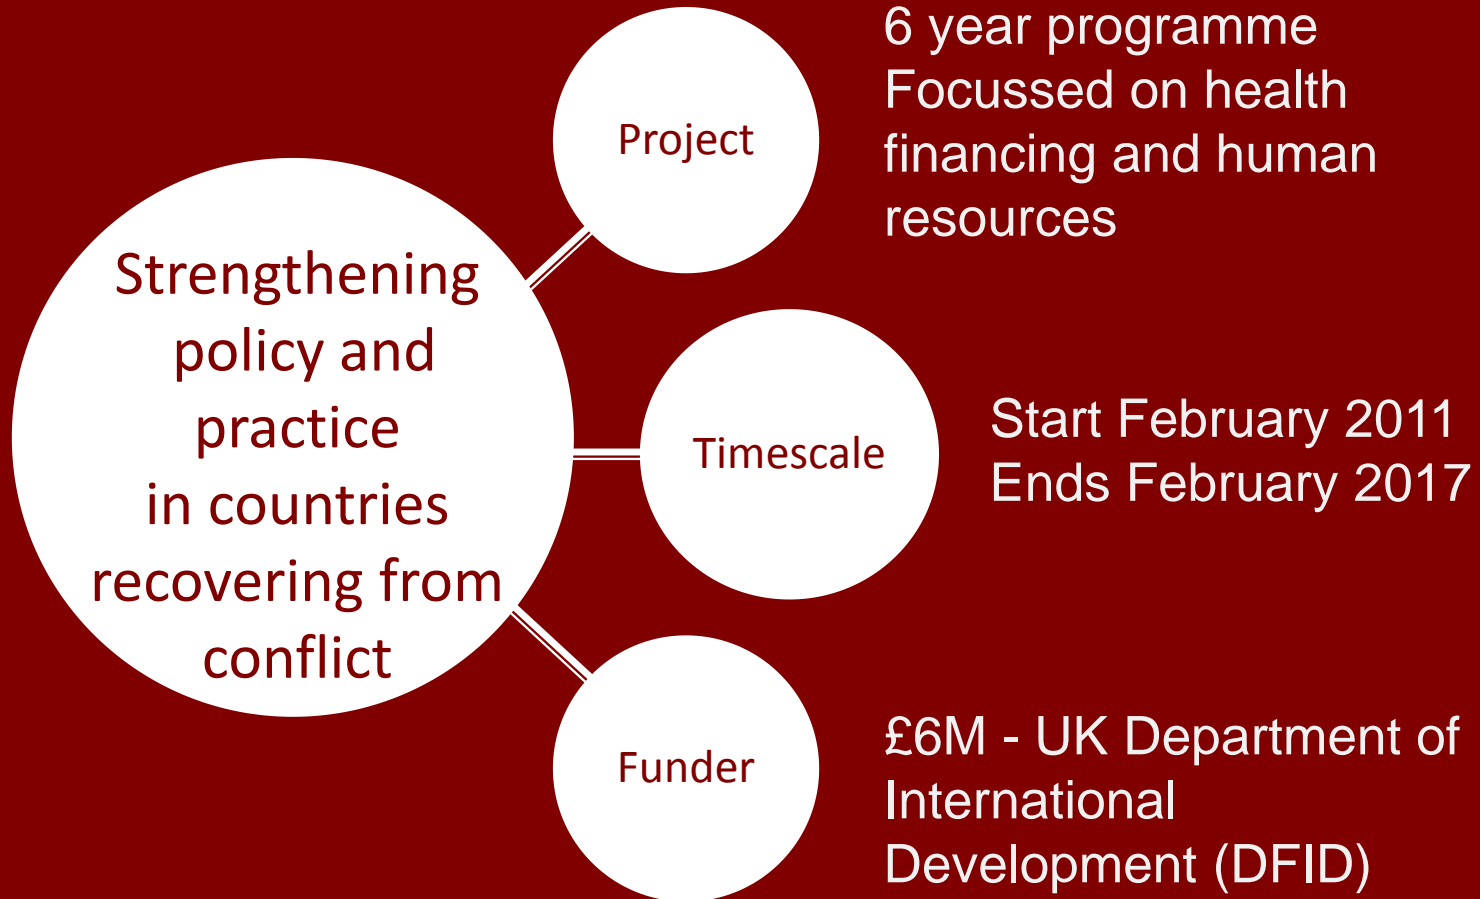 Strengthening
policy and
practice
in countries
recovering from
conflict
Project
6 year programme
Focussed on health
financing and human
resources
Timescale
Start February 2011
Ends February 2017
Funder
£6M - UK Department of
International
Development (DFID)